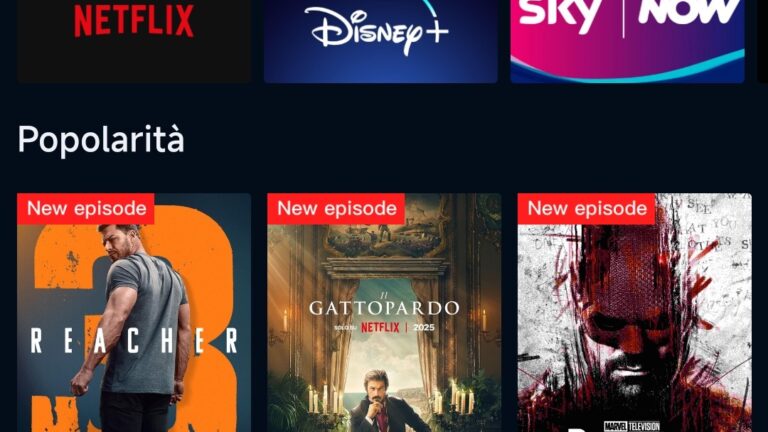 NETFLIX
Disney+
sky
NOW
Popolarità
New episode
New episode
New episode
REACHER
3
Il
GATTOPARDO
SOLO SU NETFLIX | 2025
MARVEL TELEVISION